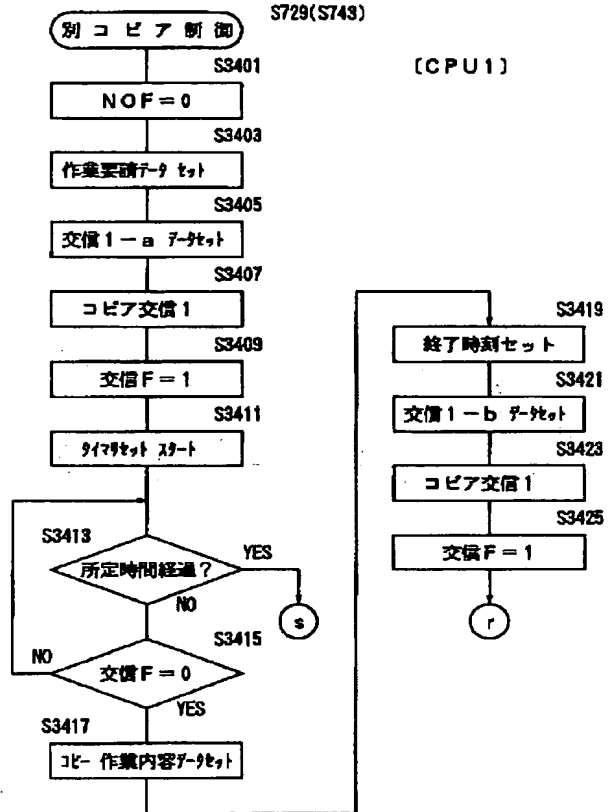 S729(S743)
別コピア制御
〔CPU1〕
S3401
NOF=0
S3403
作業要請データ セット
S3405
交信1-a データセット
S3407
コピア交信1
S3409
交信F=1
S3411
タイマリセット スタート
S3413
所定時間経過?
YES
s
NO
S3415
交信F=0
NO
YES
S3417
コピー 作業内容データセット
S3419
終了時刻セット
S3421
交信1-b データセット
S3423
コピア交信1
S3425
交信F=1
r